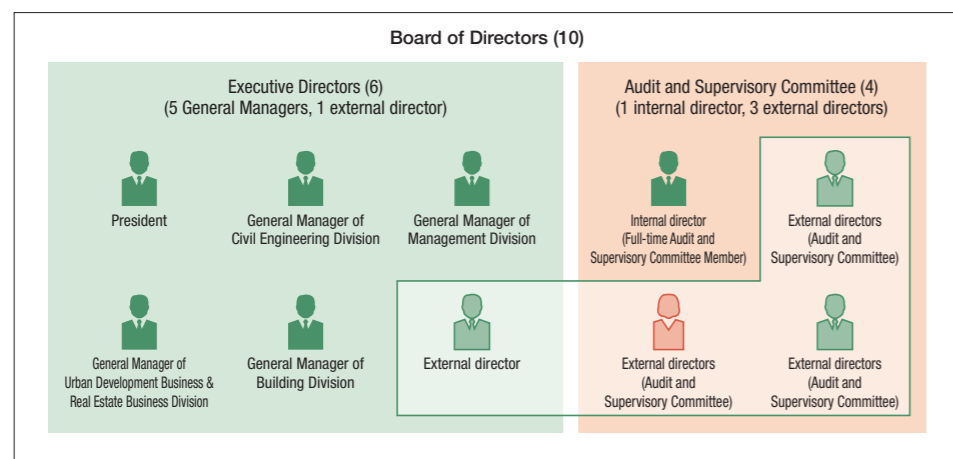 Board of Directors (10)
Executive Directors (6)
(5 General Managers, 1 external director)
Audit and Supervisory Committee (4)
(1 internal director, 3 external directors)
President
General Manager of
Civil Engineering Division
General Manager of
Management Division
Internal director
(Full-time Audit and
Supervisory Committee Member)
External directors
(Audit and
Supervisory Committee)
General Manager of
Urban Development Business &
Real Estate Business Division
General Manager of
Building Division
External director
External directors
(Audit and
Supervisory Committee)
External directors
(Audit and
Supervisory Committee)